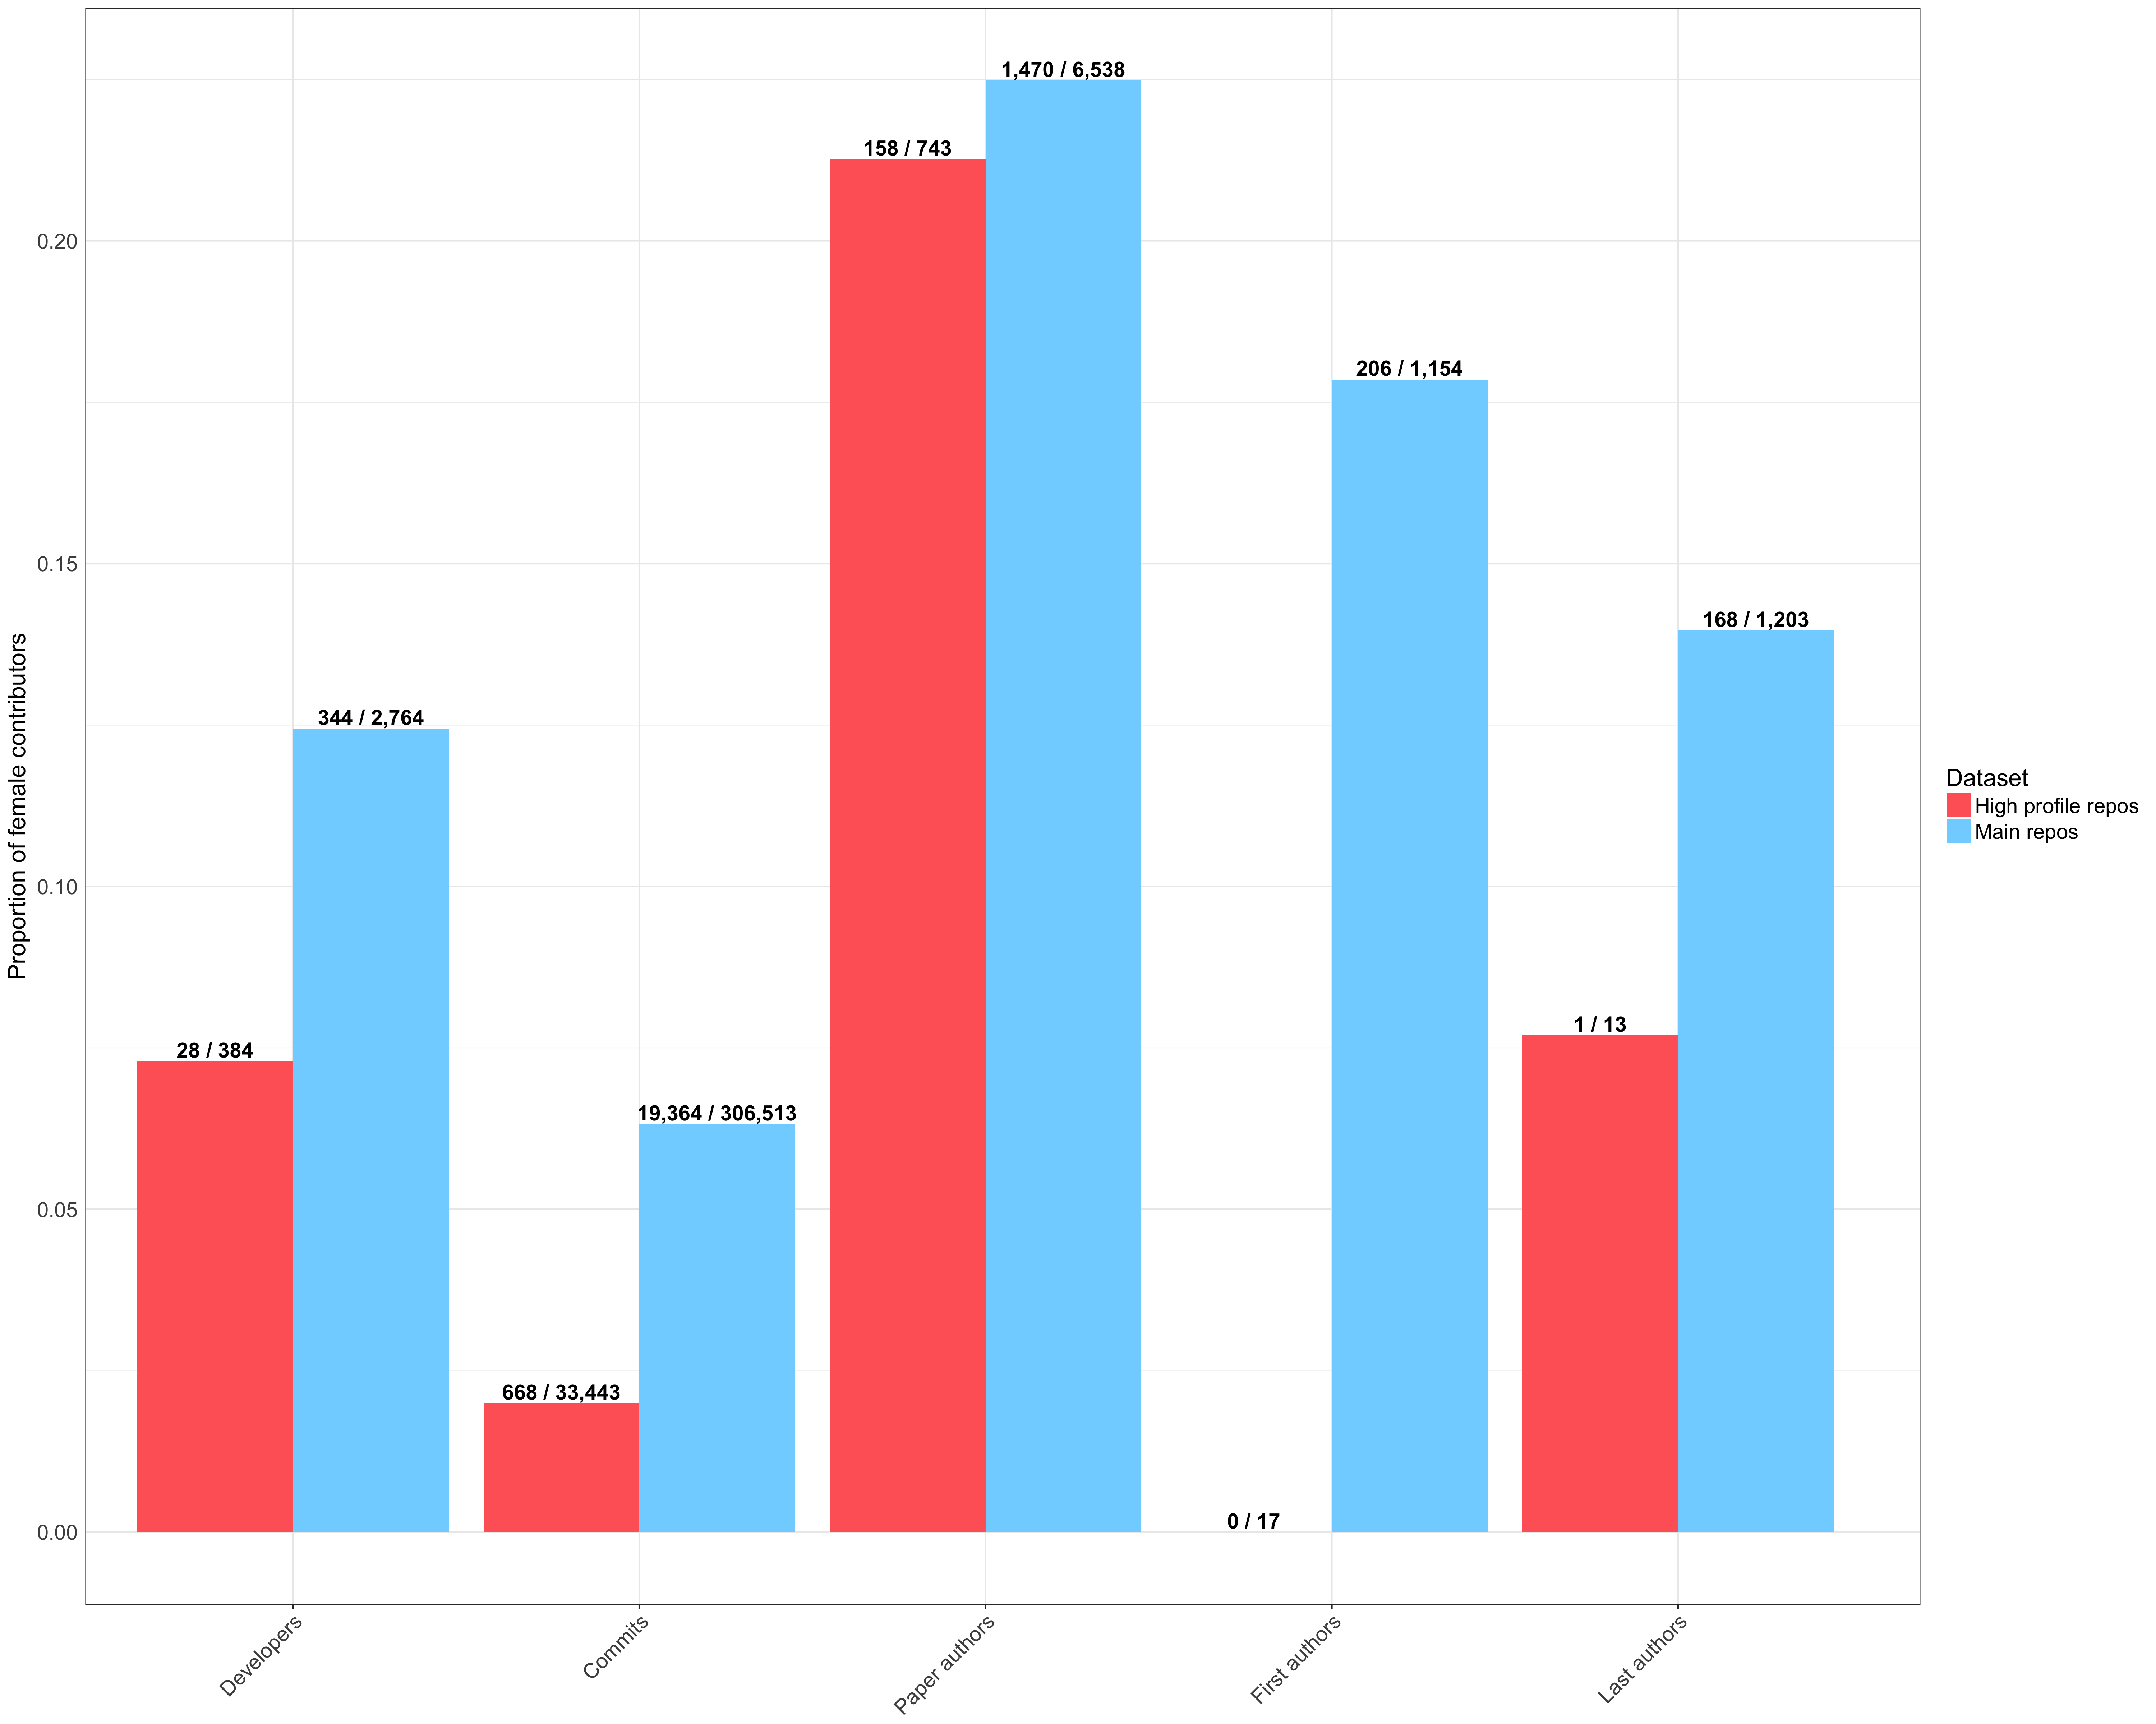 Proportion of female contributors
0.20
0.15
0.10
0.05
0.00
28 / 384
344 / 2,764
668 / 33,443
19,364 / 306,513
158 / 743
1,470 / 6,538
0 / 17
206 / 1,154
1 / 13
168 / 1,203
Developers
Commits
Paper authors
First authors
Last authors
Dataset
High profile repos
Main repos